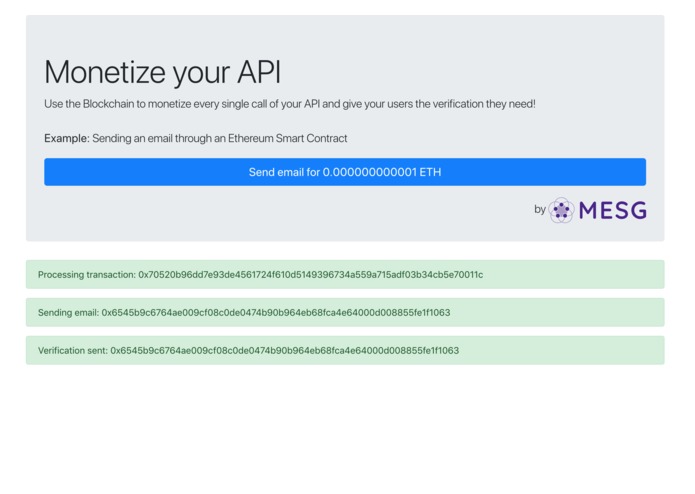 Monetize your API
Use the Blockchain to monetize every single call of your API and give your users the verification they need!
Example: Sending an email through an Ethereum Smart Contract
Send email for 0.000000000001 ETH
by MESG
Processing transaction: 0x70520b96dd7e93de4561724f610d5149396734a559a715adf03b34cb5e70011c
Sending email: 0x6545b9c6764ae009cf08c0de0474b90b964eb68fca4e64000d008855fe1f1063
Verification sent: 0x6545b9c6764ae009cf08c0de0474b90b964eb68fca4e64000d008855fe1f1063